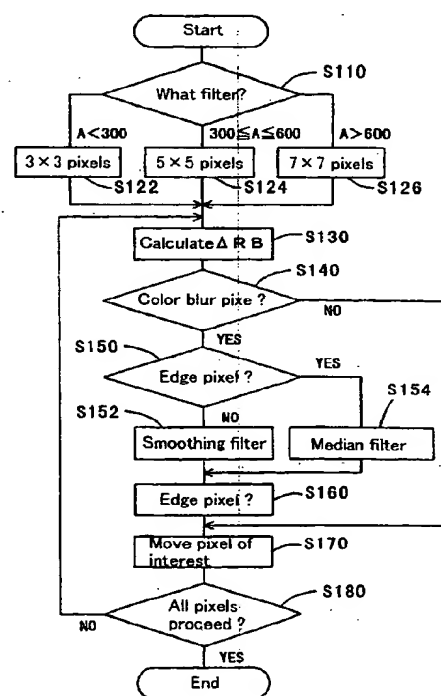 Start
S110
What filter?
A<300
300≦A≦600
A>600
3×3 pixels
5×5 pixels
7×7 pixels
S122
S124
S126
S130
Calculate Δ R B
S140
Color blur pixe ?
NO
YES
S150
Edge pixel?
YES
S152
NO
S154
Smoothing filter
Median filter
Edge pixel ?
S160
Move pixel of
interest
S170
S180
All pixels
proceed ?
NO
YES
End